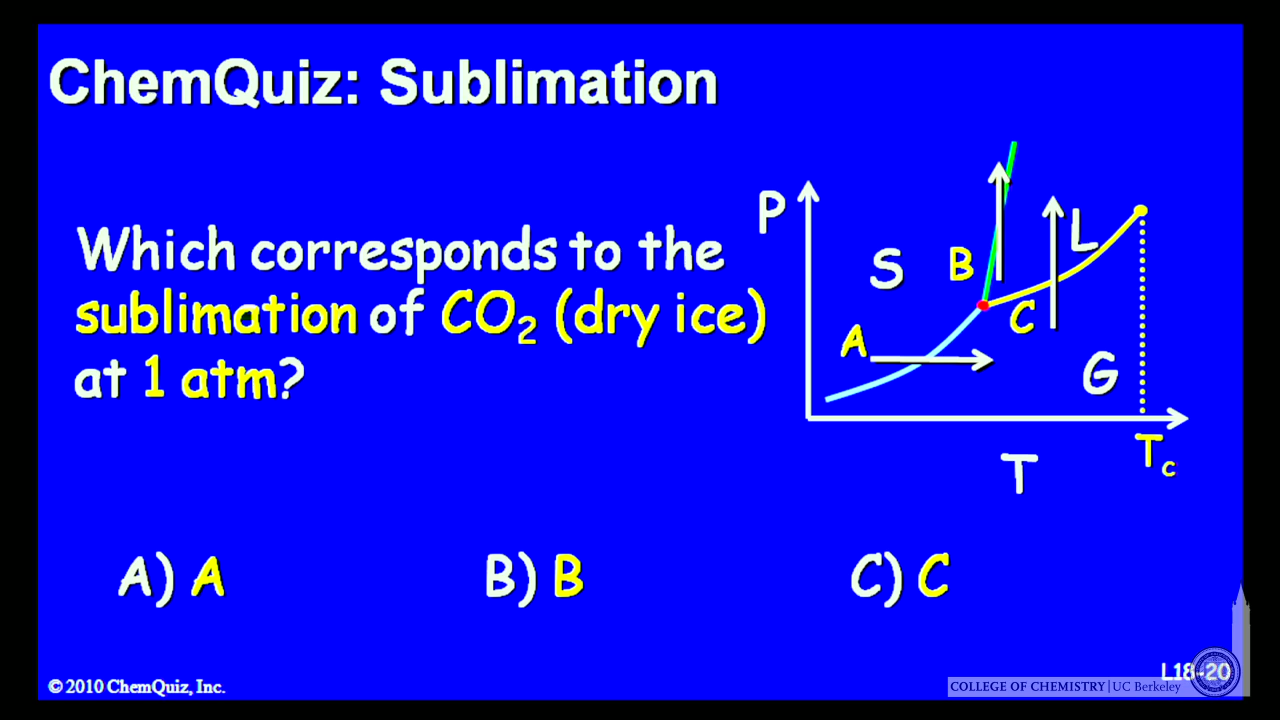 ChemQuiz: Sublimation
Which corresponds to the
sublimation of CO₂ (dry ice)
at 1 atm?
P
S
B
L
A
C
G
T
Tc
A) A
B) B
C) C
L18-20
© 2010 ChemQuiz, Inc.
COLLEGE OF CHEMISTRY | UC Berkeley